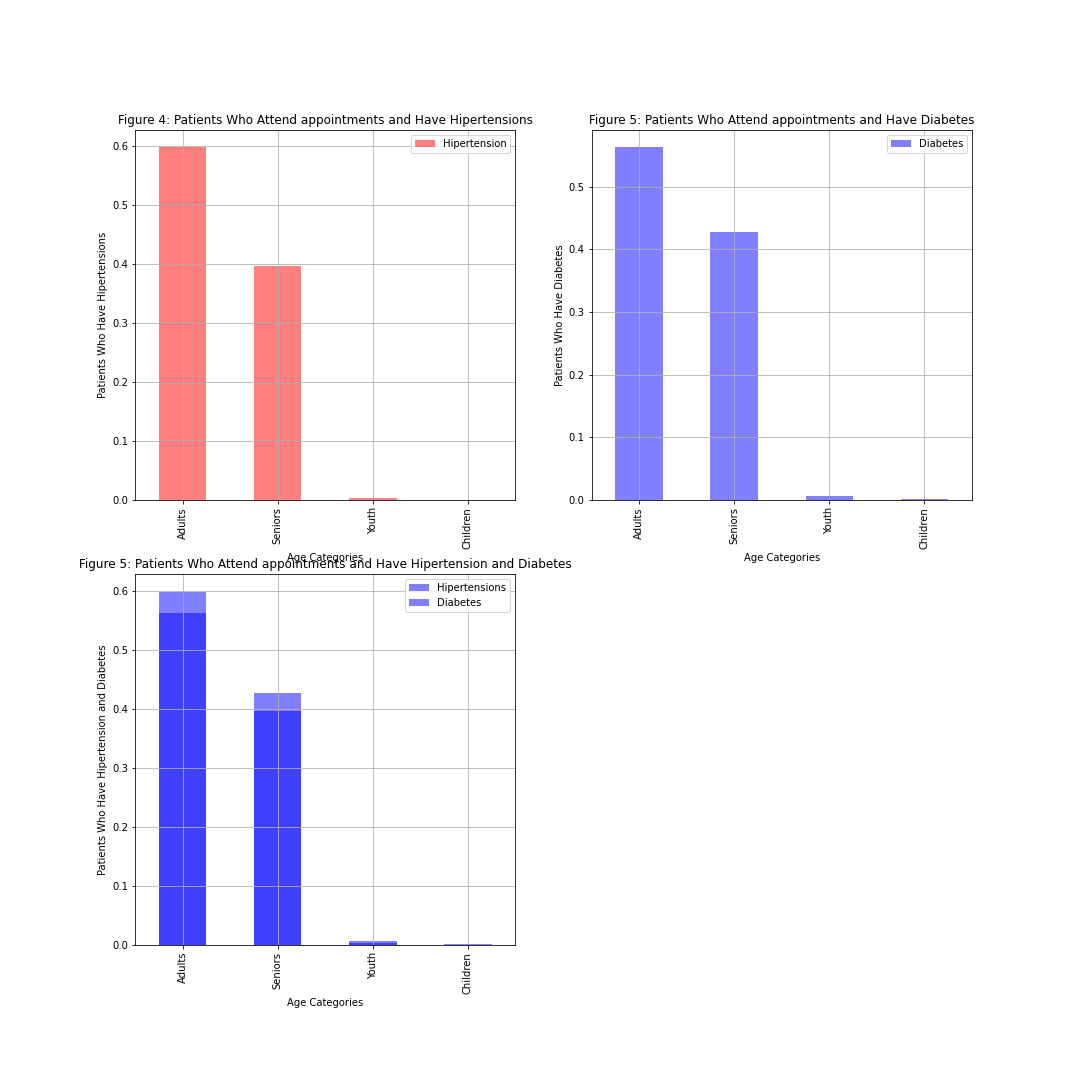 Figure 4: Patients Who Attend appointments and Have Hipertensions
Hipertension
Patients Who Have Hipertensions
0.6
0.5
0.4
0.3
0.2
0.1
0.0
Adults
Seniors
Youth
Children
Age Categories
Figure 5: Patients Who Attend appointments and Have Diabetes
Diabetes
Patients Who Have Diabetes
0.5
0.4
0.3
0.2
0.1
0.0
Adults
Seniors
Youth
Children
Age Categories
Figure 5: Patients Who Attend appointments and Have Hipertension and Diabetes
Hipertensions
Diabetes
Patients Who Have Hipertension and Diabetes
0.6
0.5
0.4
0.3
0.2
0.1
0.0
Adults
Seniors
Youth
Children
Age Categories